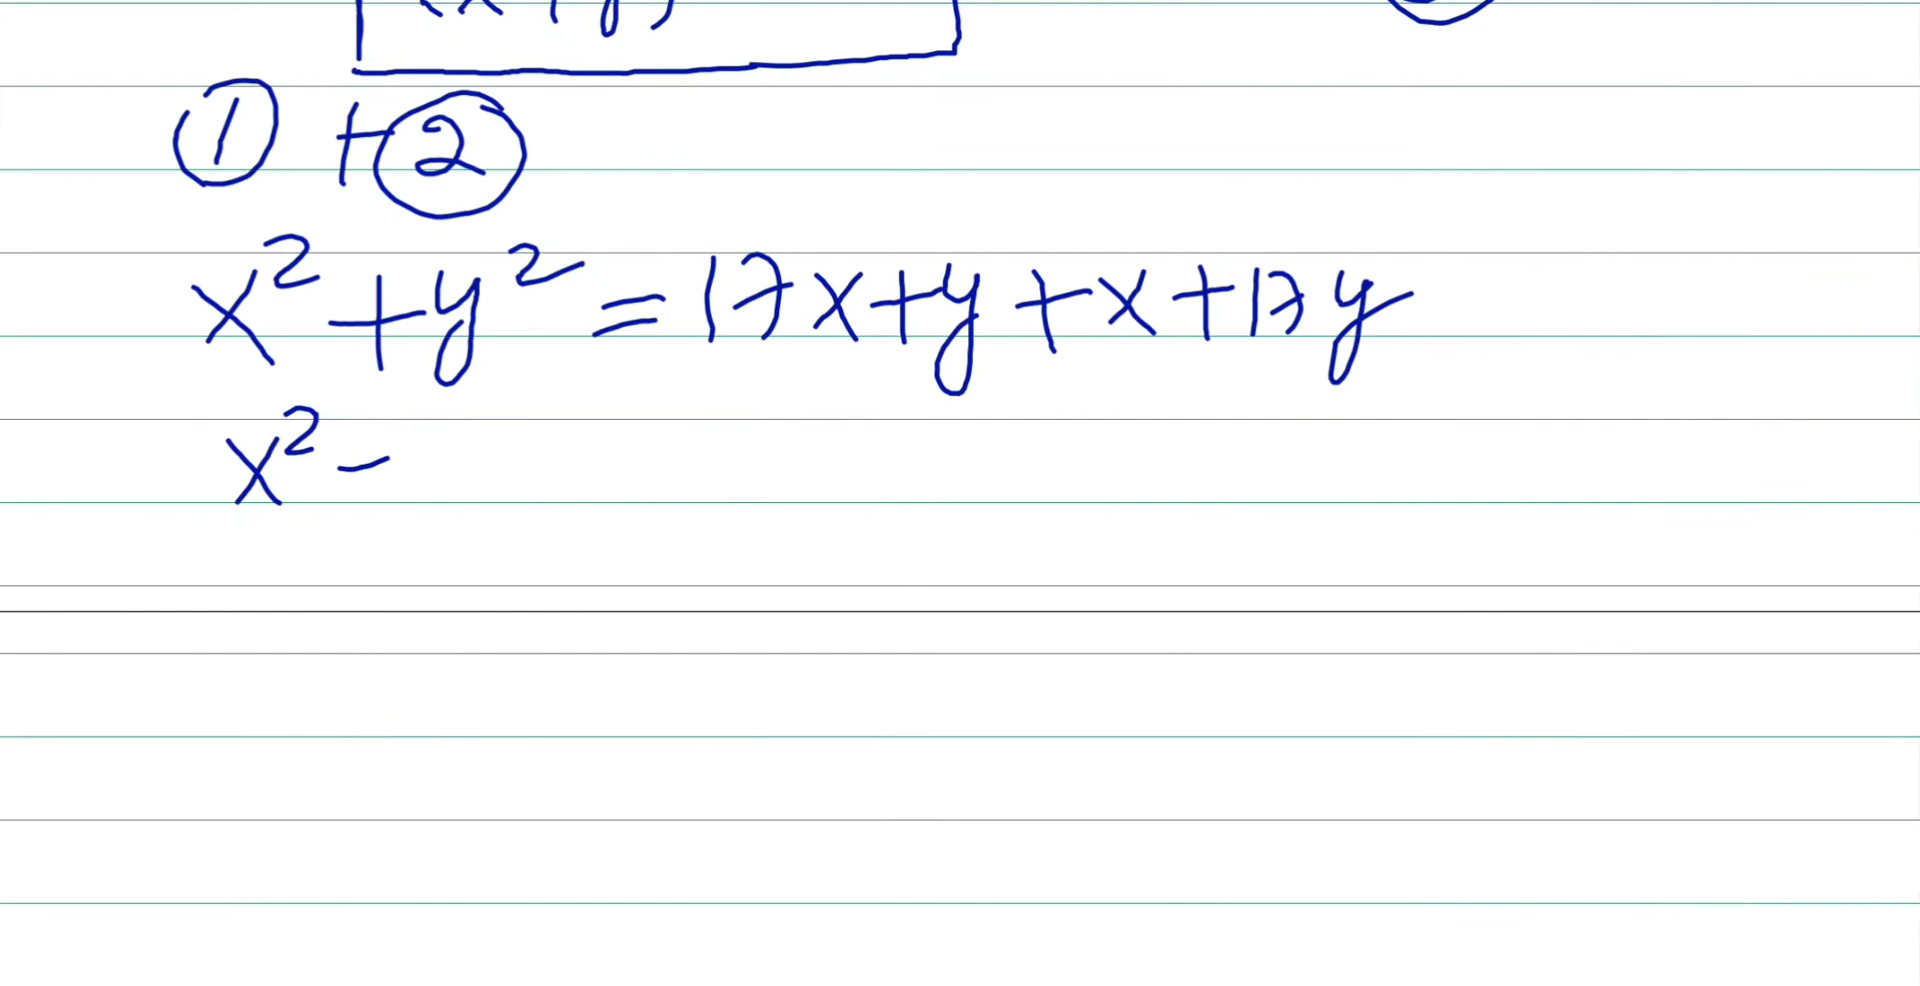 (x+y)
① + ②
x² + y² = 17x + y + x + 17y
x² -